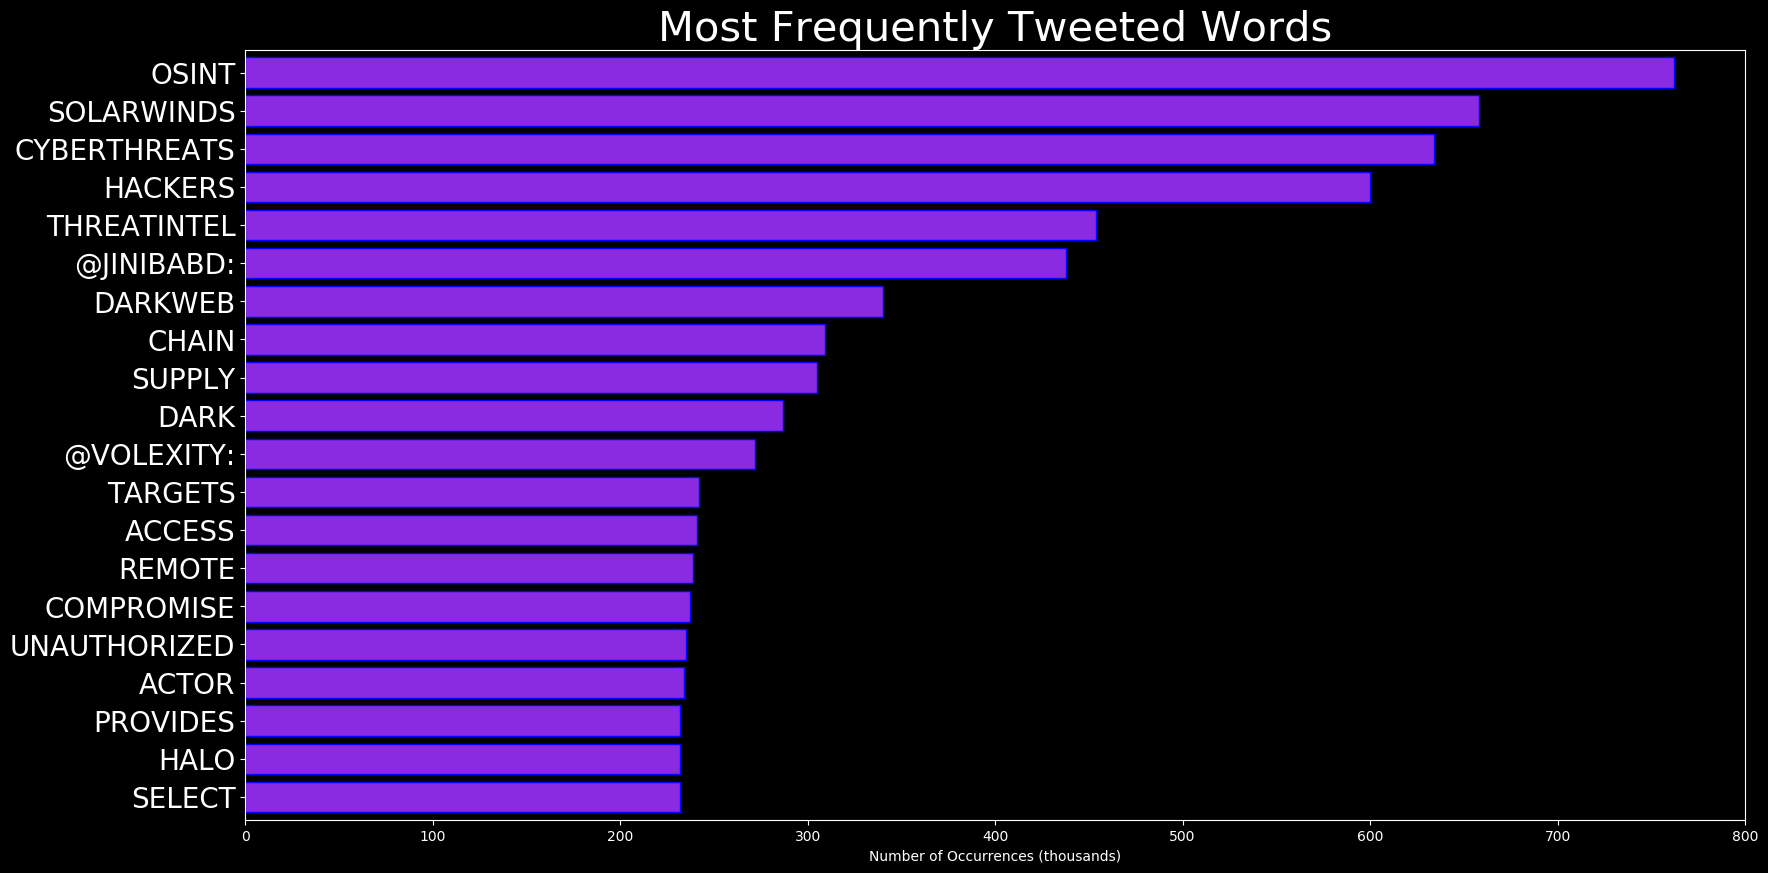 Most Frequently Tweeted Words
OSINT
SOLARWINDS
CYBERTHREATS
HACKERS
THREATINTEL
@JINIBABD:
DARKWEB
CHAIN
SUPPLY
DARK
@VOLEXITY:
TARGETS
ACCESS
REMOTE
COMPROMISE
UNAUTHORIZED
ACTOR
PROVIDES
HALO
SELECT
0 100 200 300 400 500 600 700 800
Number of Occurrences (thousands)